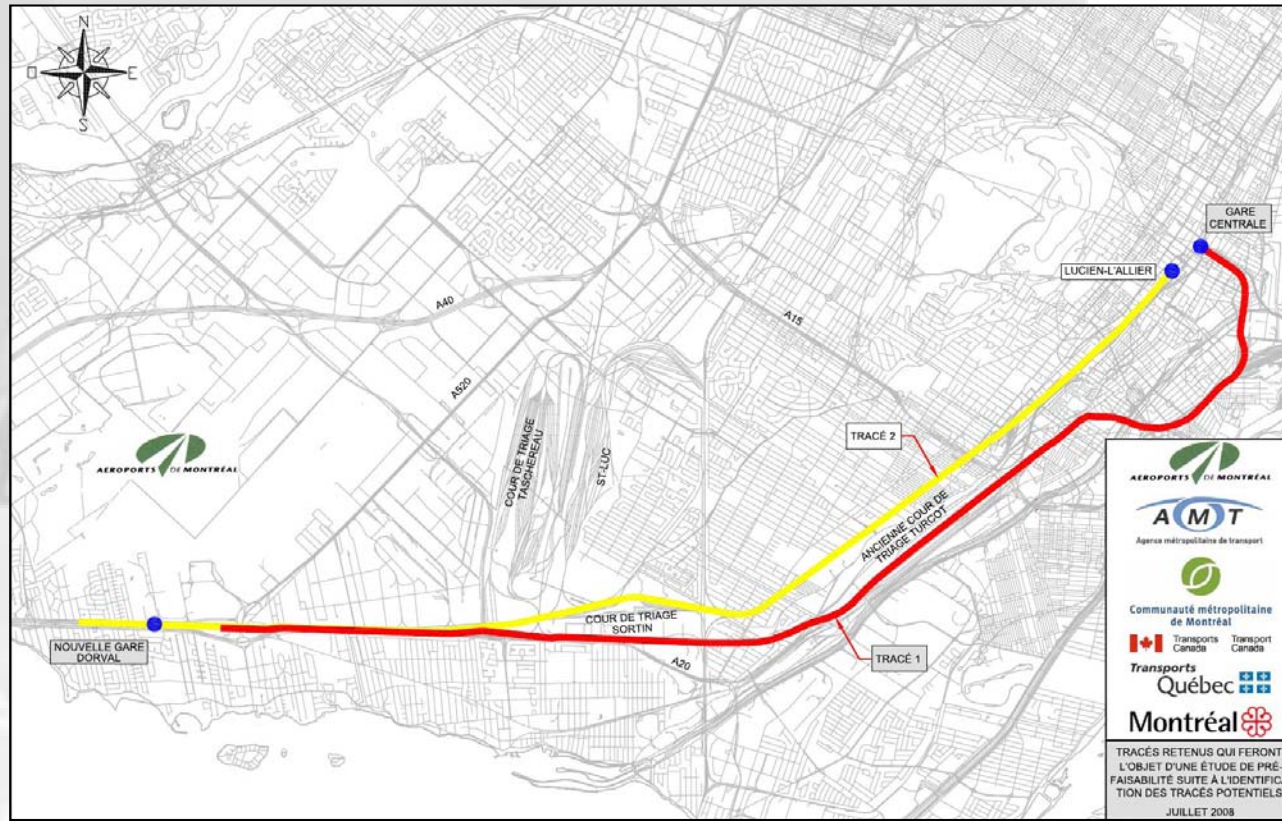 N
O
E
S
GARE
CENTRALE
LUCIEN-L'ALLIER
A40
A15
A520
TRACÉ 2
COUR DE TRIAGE
TASCHEREAU
ST-LUC
AEROPORTS DE MONTRÉAL
ANCIENNE COUR DE
TRIAGE TURCOT
COUR DE TRIAGE
SORTIN
NOUVELLE GARE
DORVAL
A20
TRACÉ 1
AEROPORTS DE MONTRÉAL
AMT
Agence métropolitaine de transport
Communauté métropolitaine
de Montréal
Transports Transport
Canada Canada
Transports
Québec
Montréal
TRACÉS RETENUS QUI FERONT
L'OBJET D'UNE ÉTUDE DE PRÉ-
FAISABILITÉ SUITE À L'IDENTIFICA-
TION DES TRACÉS POTENTIELS
JUILLET 2008